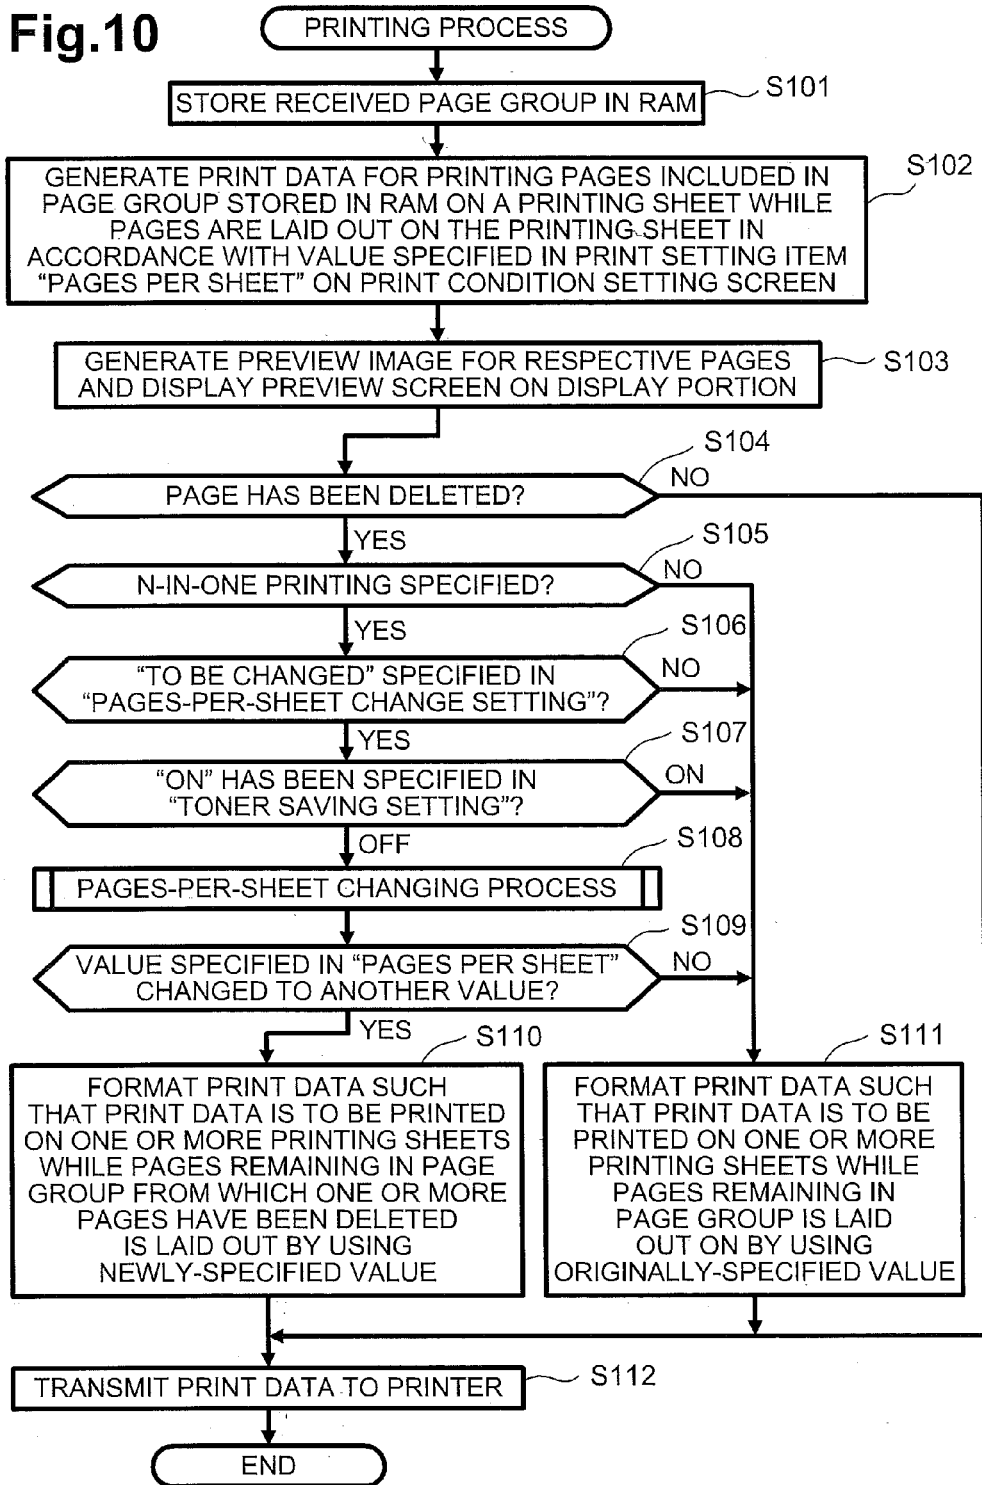 Fig.10
PRINTING PROCESS
STORE RECEIVED PAGE GROUP IN RAM
S101
GENERATE PRINT DATA FOR PRINTING PAGES INCLUDED IN
PAGE GROUP STORED IN RAM ON A PRINTING SHEET WHILE
PAGES ARE LAID OUT ON THE PRINTING SHEET IN
ACCORDANCE WITH VALUE SPECIFIED IN PRINT SETTING ITEM
“PAGES PER SHEET” ON PRINT CONDITION SETTING SCREEN
S102
GENERATE PREVIEW IMAGE FOR RESPECTIVE PAGES
AND DISPLAY PREVIEW SCREEN ON DISPLAY PORTION
S103
PAGE HAS BEEN DELETED?
S104
NO
YES
N-IN-ONE PRINTING SPECIFIED?
S105
NO
YES
“TO BE CHANGED” SPECIFIED IN
“PAGES-PER-SHEET CHANGE SETTING”?
S106
NO
YES
“ON” HAS BEEN SPECIFIED IN
“TONER SAVING SETTING”?
S107
ON
OFF
PAGES-PER-SHEET CHANGING PROCESS
S108
VALUE SPECIFIED IN “PAGES PER SHEET”
CHANGED TO ANOTHER VALUE?
S109
NO
YES
S110
FORMAT PRINT DATA SUCH
THAT PRINT DATA IS TO BE PRINTED
ON ONE OR MORE PRINTING SHEETS
WHILE PAGES REMAINING IN PAGE
GROUP FROM WHICH ONE OR MORE
PAGES HAVE BEEN DELETED
IS LAID OUT BY USING
NEWLY-SPECIFIED VALUE
S111
FORMAT PRINT DATA SUCH
THAT PRINT DATA IS TO BE
PRINTED ON ONE OR MORE
PRINTING SHEETS WHILE
PAGES REMAINING IN
PAGE GROUP IS LAID
OUT ON BY USING
ORIGINALLY-SPECIFIED VALUE
TRANSMIT PRINT DATA TO PRINTER
S112
END